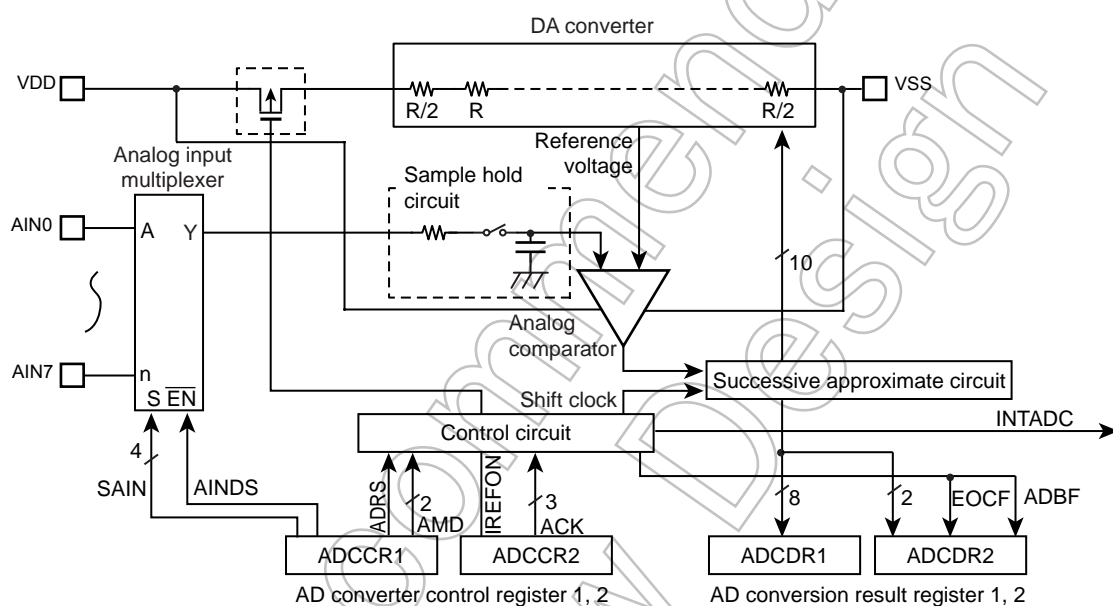 DA converter
VDD
VSS
R/2
R
R/2
Analog input
multiplexer
Reference
voltage
Sample hold
circuit
AIN0
A
Y
10
Analog
comparator
AIN7
n
S
EN
Successive approximate circuit
Shift clock
INTADC
Control circuit
4
SAIN
AINDS
ADRS
2
AMD
IREFON
3
ACK
8
2
EOCF
ADBF
ADCCR1
ADCCR2
ADCDR1
ADCDR2
AD converter control register 1, 2
AD conversion result register 1, 2
commend
Design